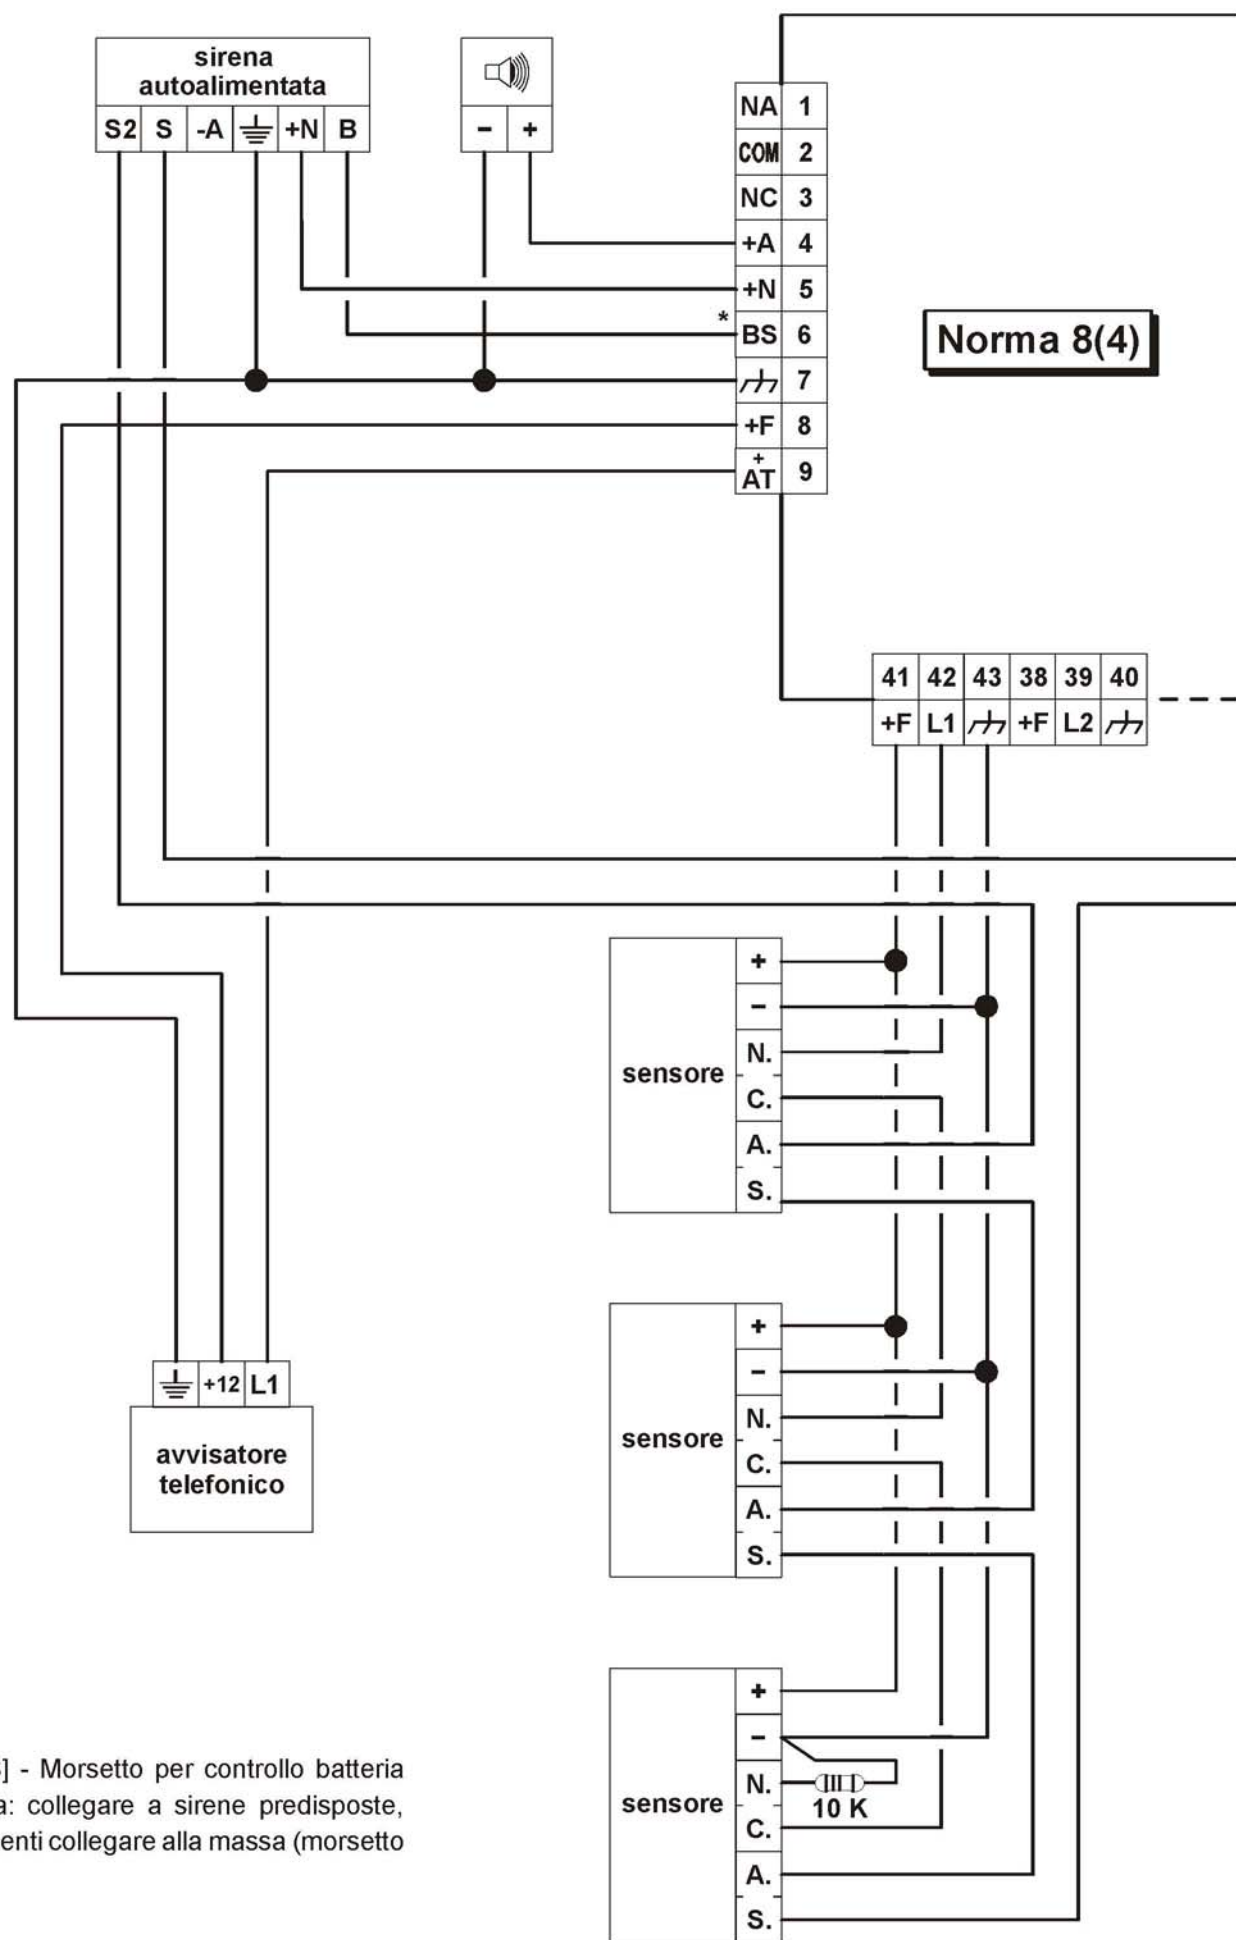 sirena
autoalimentata
S2 S -A +N B
- +
NA 1
COM 2
NC 3
+A 4
+N 5
* BS 6
7
+F 8
+ AT 9
Norma 8(4)
41 42 43 38 39 40
+F L1 +F L2
sensore
+
-
N.
C.
A.
S.
sensore
+
-
N.
C.
A.
S.
+12 L1
avvisatore
telefonico
sensore
+
-
N.
C.
A.
S.
10 K
] - Morsetto per controllo batteria
a: collegare a sirene predisposte,
enti collegare alla massa (morsetto